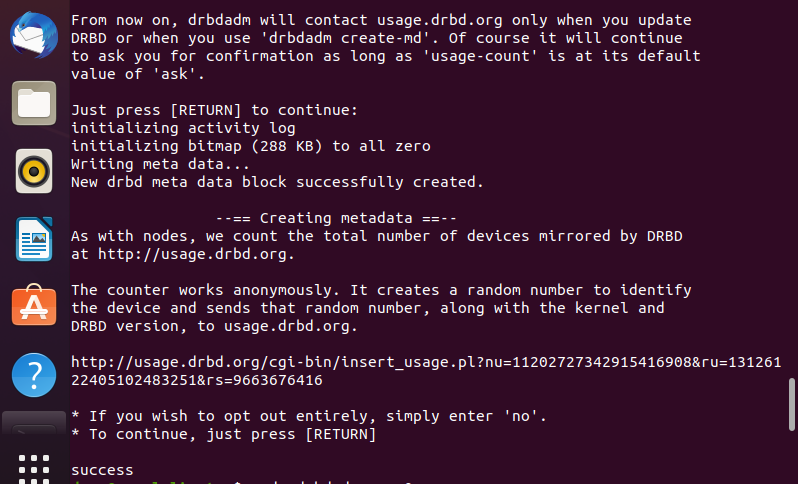 From now on, drbdadm will contact usage.drbd.org only when you update
DRBD or when you use 'drbdadm create-md'. Of course it will continue
to ask you for confirmation as long as 'usage-count' is at its default
value of 'ask'.
Just press [RETURN] to continue:
initializing activity log
initializing bitmap (288 KB) to all zero
Writing meta data...
New drbd meta data block successfully created.
--== Creating metadata ==--
As with nodes, we count the total number of devices mirrored by DRBD
at http://usage.drbd.org.
The counter works anonymously. It creates a random number to identify
the device and sends that random number, along with the kernel and
DRBD version, to usage.drbd.org.
http://usage.drbd.org/cgi-bin/insert_usage.pl?nu=11202727342915416908&ru=131261
22405102483251&rs=9663676416
* If you wish to opt out entirely, simply enter 'no'.
* To continue, just press [RETURN]
success